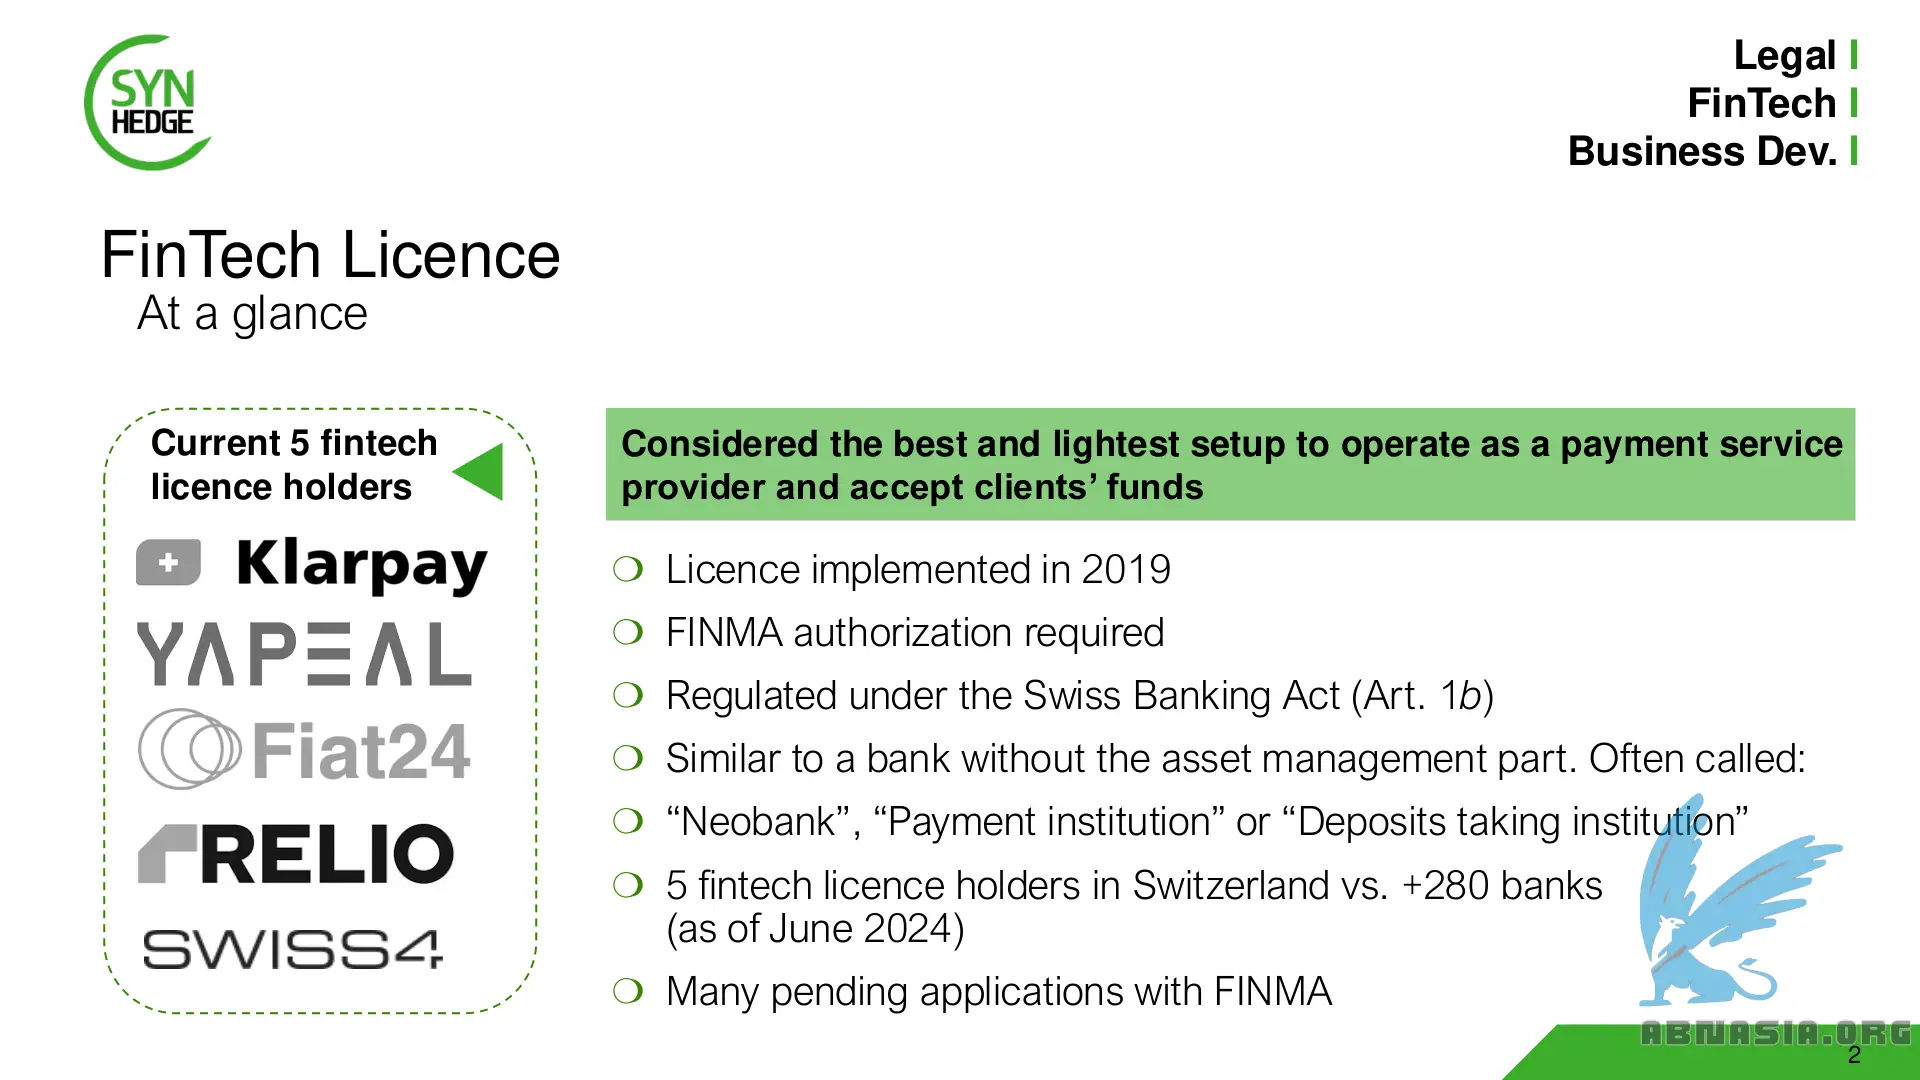 SYN
HEDGE
Legal
FinTech
Business Dev.
FinTech Licence
At a glance
Current 5 fintech
licence holders
Klarpay
YAPEAL
Fiat24
RELIO
SWISS4
Considered the best and lightest setup to operate as a payment service
provider and accept clients’ funds
❍ Licence implemented in 2019
❍ FINMA authorization required
❍ Regulated under the Swiss Banking Act (Art. 1b)
❍ Similar to a bank without the asset management part. Often called:
❍ “Neobank”, “Payment institution” or “Deposits taking institution”
❍ 5 fintech licence holders in Switzerland vs. +280 banks
(as of June 2024)
❍ Many pending applications with FINMA
ABNASIA.ORG
2